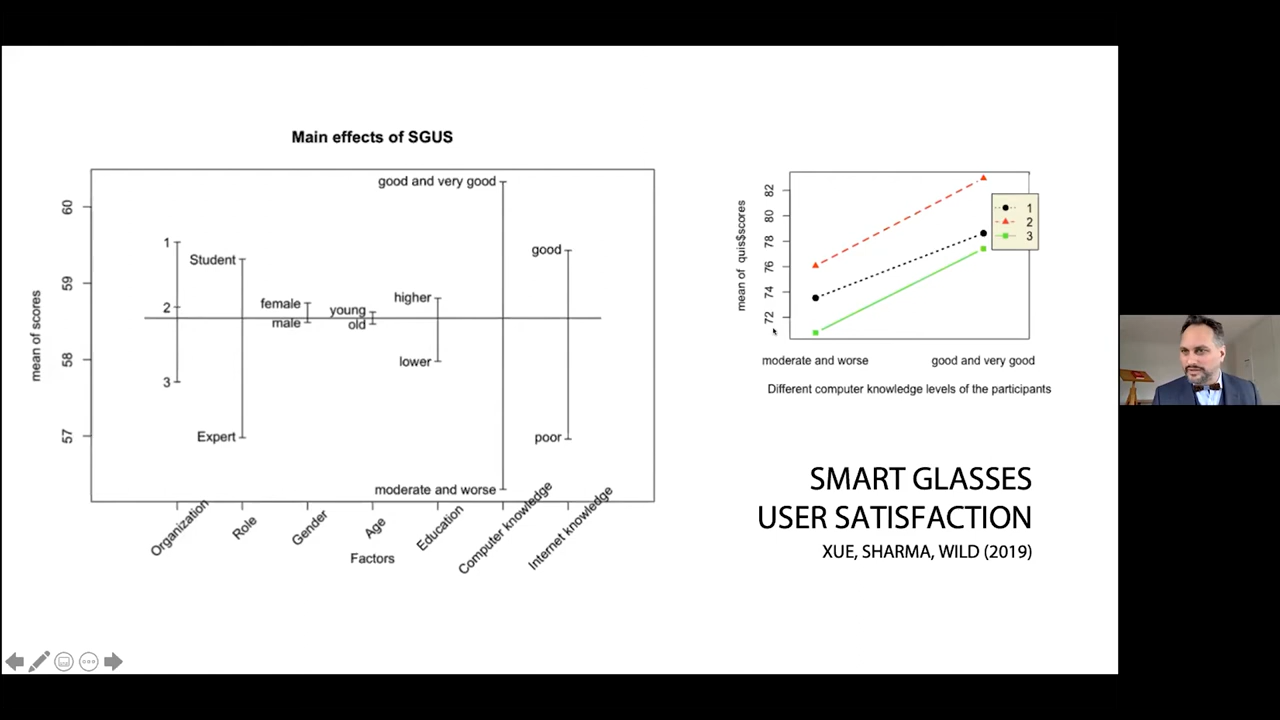 Main effects of SGUS
mean of scores
60
59
58
57
1
2
3
Student
Expert
female
male
young
old
higher
lower
good and very good
moderate and worse
good
poor
Organization
Role
Gender
Age
Education
Computer knowledge
Internet knowledge
Factors
mean of quis$scores
82
80
78
76
74
72
1
2
3
moderate and worse
good and very good
Different computer knowledge levels of the participants
SMART GLASSES
USER SATISFACTION
XUE, SHARMA, WILD (2019)